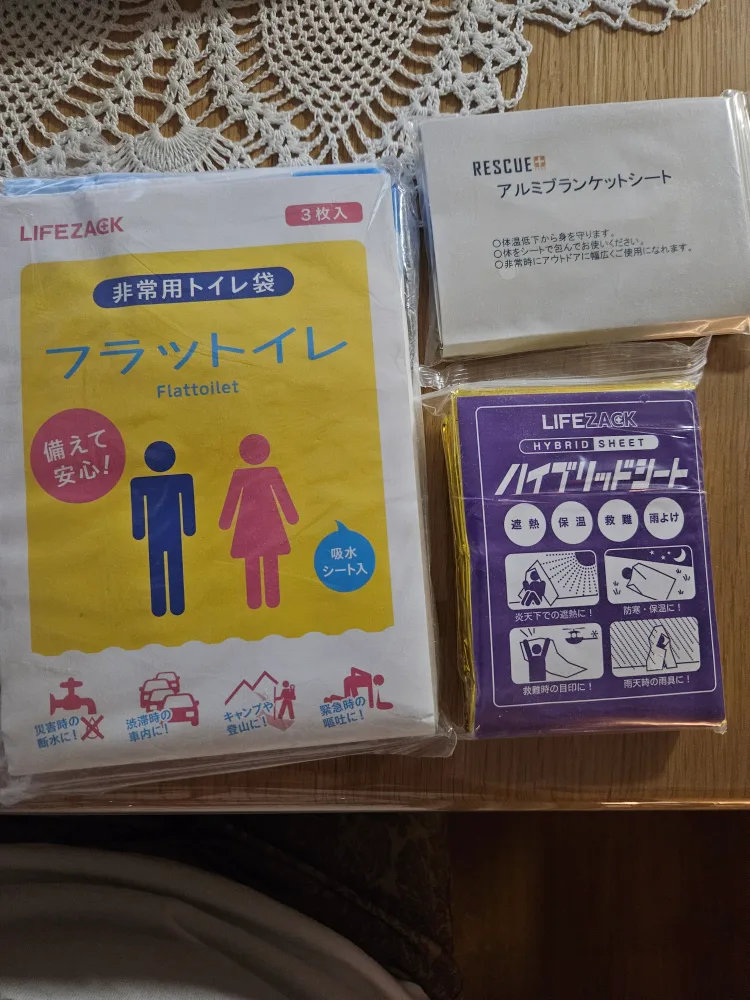 LIFEZACK
3枚入
非常用トイレ袋
フラットイレ
Flattoilet
備えて
安心!
吸水
シート入
災害時の
断水に!
渋滞時の
車内に!
キャンプや
登山に!
緊急時の
嘔吐に!
RESCUE
アルミブランケットシート
○体温低下から身を守ります。
○体をシートで包んでお使いください。
○非常時にアウトドアに幅広くご使用になれます。
LIFEZACK
HYBRID SHEET
ハイブリッドシート
遮熱
保温
救難
雨よけ
炎天下での遮熱に!
防寒・保温に!
救難時の目印に!
雨天時の雨具に!